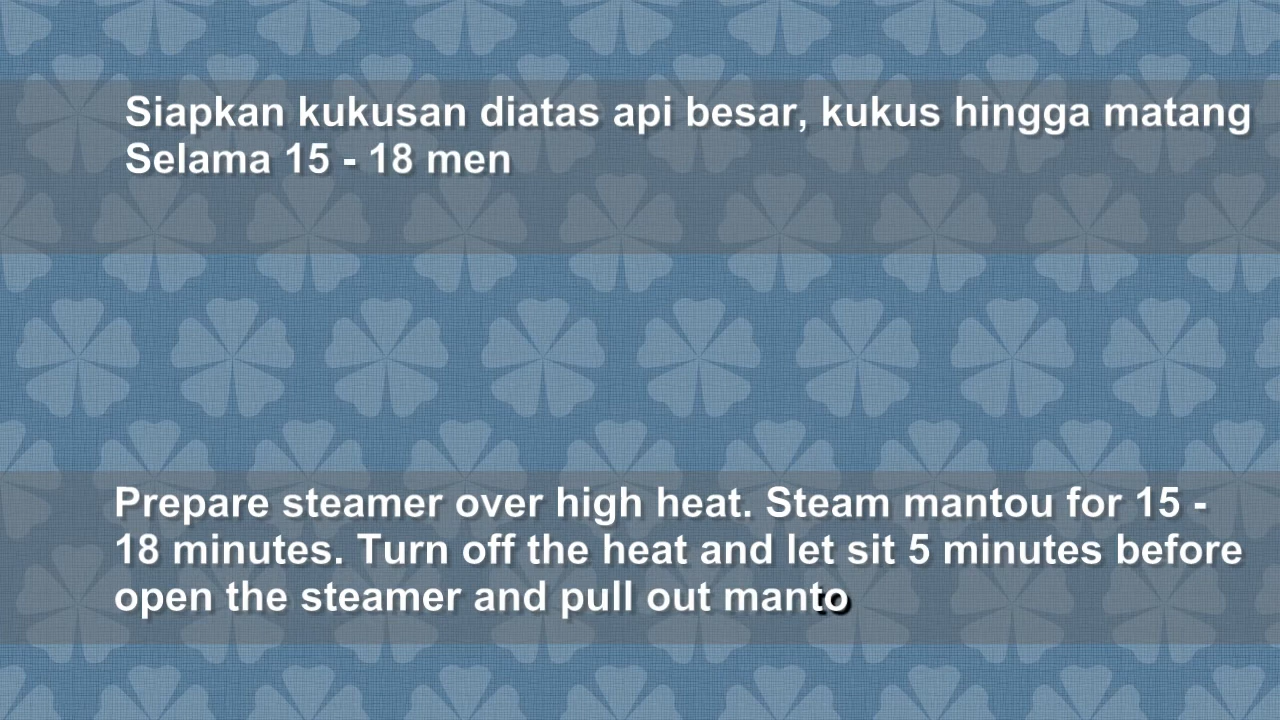 Siapkan kukusan diatas api besar, kukus hingga matang
Selama 15 - 18 men
Prepare steamer over high heat. Steam mantou for 15 -
18 minutes. Turn off the heat and let sit 5 minutes before
open the steamer and pull out manto